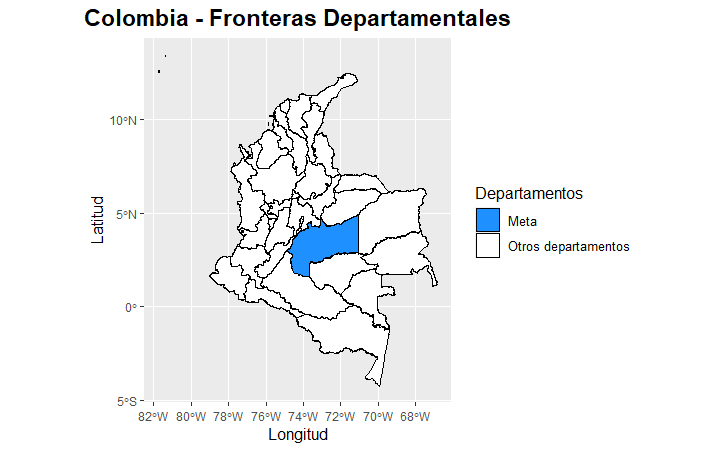 Colombia - Fronteras Departamentales
Latitud
10°N
5°N
0°
5°S
82°W 80°W 78°W 76°W 74°W 72°W 70°W 68°W
Longitud
Departamentos
Meta
Otros departamentos